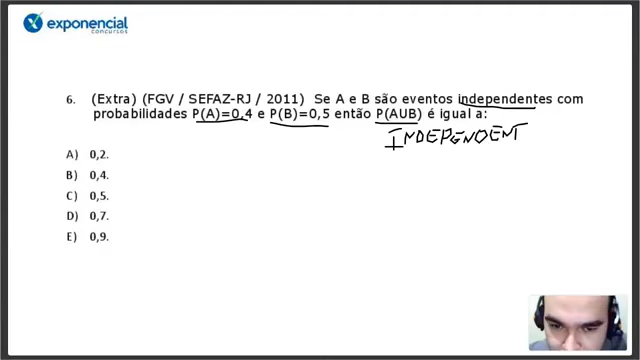 exponencial
concursos
6. (Extra) (FGV / SEFAZ-RJ / 2011) Se A e B são eventos independentes com
probabilidades P(A)=0,4 e P(B)=0,5 então P(AUB) é igual a:
INDEPENDENT
A) 0,2.
B) 0,4.
C) 0,5.
D) 0,7.
E) 0,9.